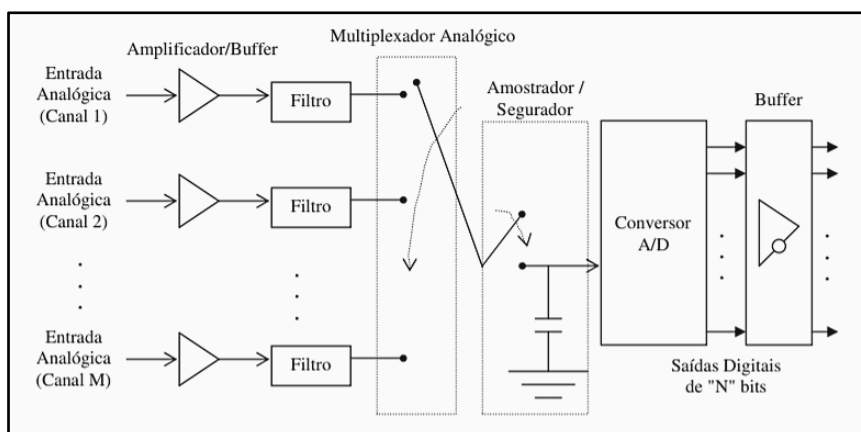 Multiplexador Analógico
Amplificador/Buffer
Entrada
Analógica
(Canal 1)
Filtro
Amostrador /
Segurador
Buffer
Entrada
Analógica
(Canal 2)
Filtro
Conversor
A/D
Entrada
Analógica
(Canal M)
Filtro
Saídas Digitais
de "N" bits